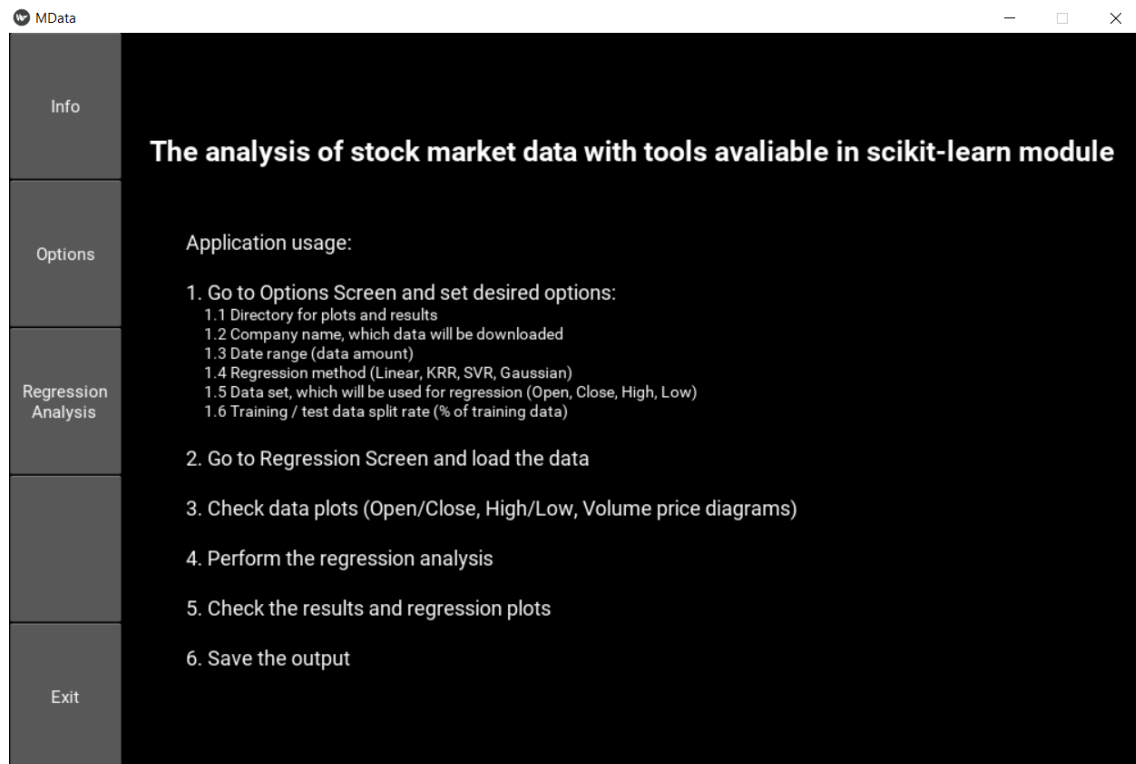 MData
Info
Options
Regression
Analysis
Exit
The analysis of stock market data with tools avaliable in scikit-learn module
Application usage:
1. Go to Options Screen and set desired options:
1.1 Directory for plots and results
1.2 Company name, which data will be downloaded
1.3 Date range (data amount)
1.4 Regression method (Linear, KRR, SVR, Gaussian)
1.5 Data set, which will be used for regression (Open, Close, High, Low)
1.6 Training / test data split rate (% of training data)
2. Go to Regression Screen and load the data
3. Check data plots (Open/Close, High/Low, Volume price diagrams)
4. Perform the regression analysis
5. Check the results and regression plots
6. Save the output